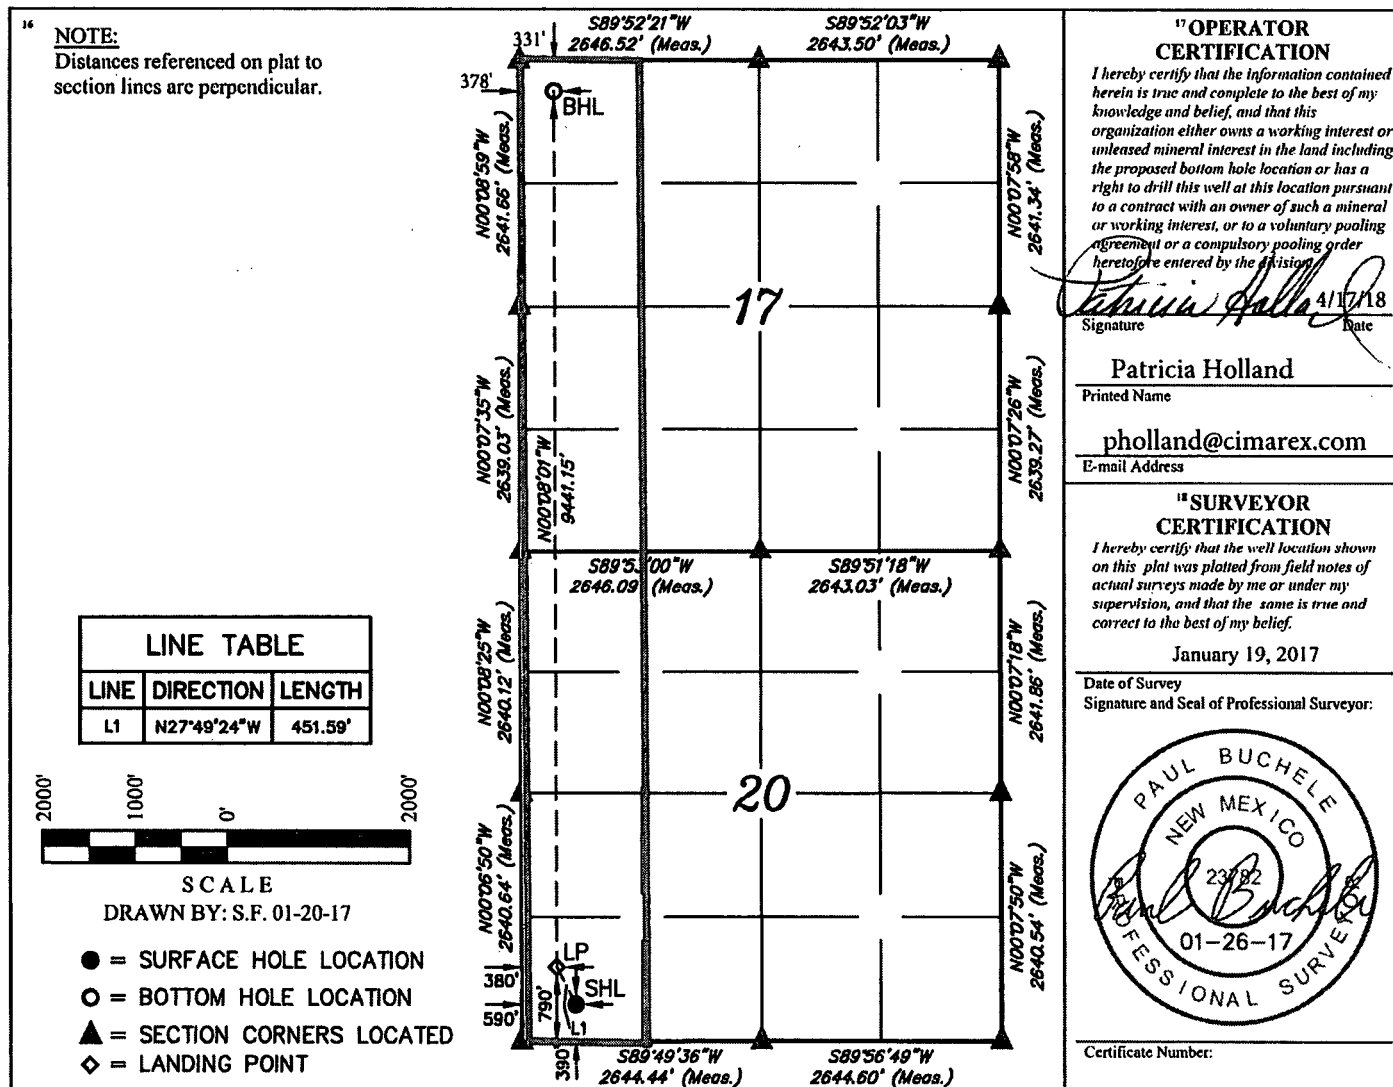 16
NOTE:
Distances referenced on plat to
section lines are perpendicular.
331'
S89°52'21"W
2646.52' (Meas.)
S89°52'03"W
2643.50' (Meas.)
378'
BHL
N00°08'59"W
2641.66' (Meas.)
N00°07'58"W
2641.34' (Meas.)
17
N00°07'35"W
2639.03' (Meas.)
N00°08'01"W
9441.15'
N00°07'26"W
2639.27' (Meas.)
S89°53'00"W
2646.09' (Meas.)
S89°51'18"W
2643.03' (Meas.)
N00°08'25"W
2640.12' (Meas.)
N00°07'18"W
2641.86' (Meas.)
20
N00°06'50"W
2640.64' (Meas.)
N00°07'50"W
2640.54' (Meas.)
LP
380'
790'
SHL
590'
L1
390'
S89°49'36"W
2644.44' (Meas.)
S89°56'49"W
2644.60' (Meas.)
LINE TABLE
LINE DIRECTION LENGTH
L1 N27°49'24"W 451.59'
2000' 1000' 0' 2000'
SCALE
DRAWN BY: S.F. 01-20-17
= SURFACE HOLE LOCATION
= BOTTOM HOLE LOCATION
= SECTION CORNERS LOCATED
= LANDING POINT
17 OPERATOR
CERTIFICATION
I hereby certify that the information contained
herein is true and complete to the best of my
knowledge and belief, and that this
organization either owns a working interest or
unleased mineral interest in the land including
the proposed bottom hole location or has a
right to drill this well at this location pursuant
to a contract with an owner of such a mineral
or working interest, or to a voluntary pooling
agreement or a compulsory pooling order
heretofore entered by the division.
Patricia Holland 4/17/18
Signature Date
Patricia Holland
Printed Name
pholland@cimarex.com
E-mail Address
18 SURVEYOR
CERTIFICATION
I hereby certify that the well location shown
on this plat was plotted from field notes of
actual surveys made by me or under my
supervision, and that the same is true and
correct to the best of my belief.
January 19, 2017
Date of Survey
Signature and Seal of Professional Surveyor:
PAUL BUCHELE
NEW MEXICO
23782
Paul Buchele
01-26-17
PROFESSIONAL SURVEYOR
Certificate Number: